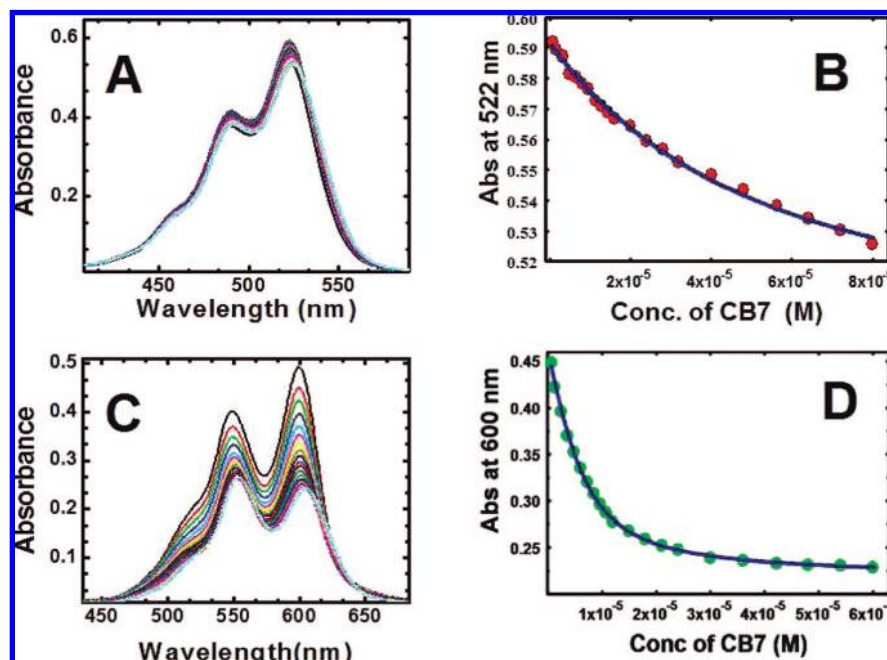 A
0.6
0.4
0.2
Absorbance
450
500
550
Wavelength (nm)
B
0.60
0.59
0.58
0.57
0.56
0.55
0.54
0.53
0.52
Abs at 522 nm
2x10-5
4x10-5
6x10-5
8x10-5
Conc. of CB7 (M)
C
0.5
0.4
0.3
0.2
0.1
Absorbance
450
500
550
600
650
Wavelength(nm)
D
0.45
0.40
0.35
0.30
0.25
Abs at 600 nm
1x10-5
2x10-5
3x10-5
4x10-5
5x10-5
6x10-5
Conc of CB7 (M)